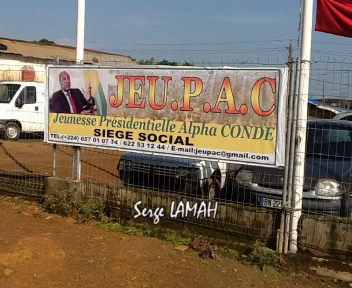 JEU.P.A.C
Jeunesse Présidentielle Alpha CONDE
SIEGE SOCIAL
TEL:(+224) 657 01 07 74 / 622 53 12 44 / E-mail:jeupac@gmail.com
Serge LAMAH